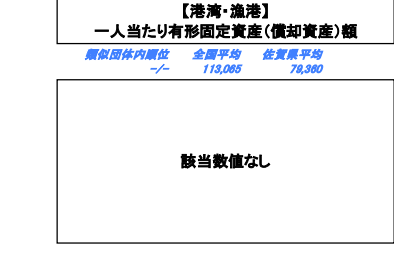 【港湾・漁港】
一人当たり有形固定資産（償却資産）額
類似団体内順位 全国平均 佐賀県平均
-/- 113,065 79,360
該当数値なし